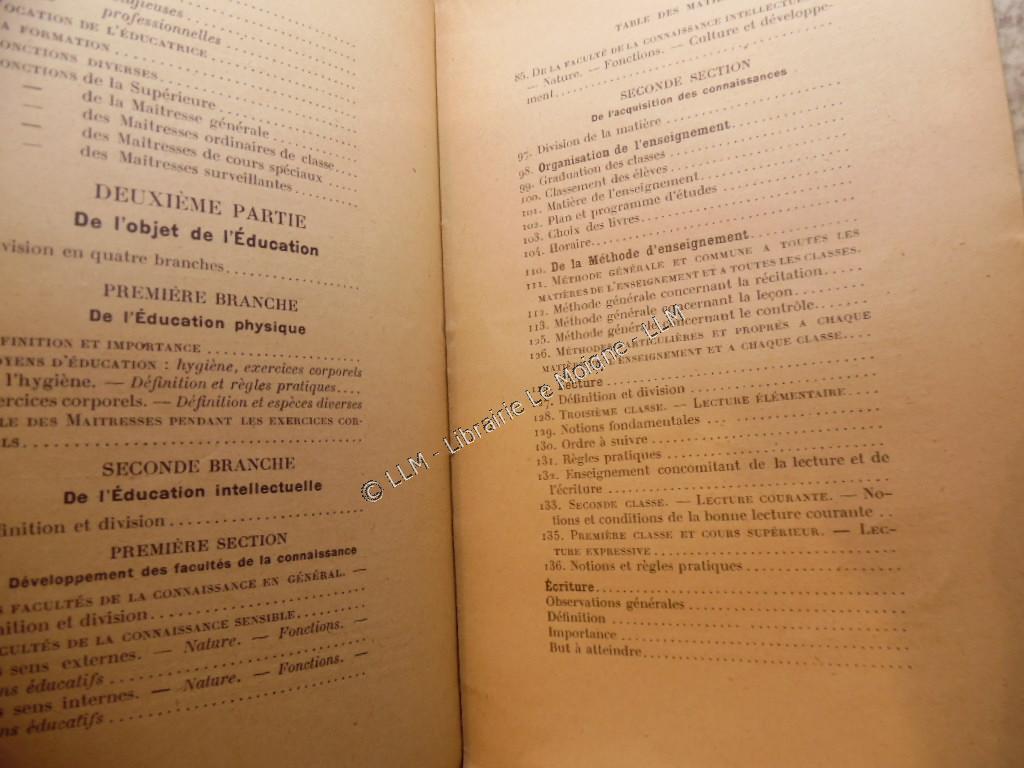 professionnelles
OCATION DE L'ÉDUCATRICE
A FORMATION
ONCTIONS DIVERSES
ONCTIONS de la Supérieure
— de la Maîtresse générale
— des Maîtresses ordinaires de classe
— des Maîtresses de cours spéciaux
— des Maîtresses surveillantes
DEUXIÈME PARTIE
De l'objet de l'Éducation
vision en quatre branches
PREMIÈRE BRANCHE
De l'Éducation physique
FINITION ET IMPORTANCE
OYENS D'ÉDUCATION : hygiène, exercices corporels
l'hygiène. — Définition et règles pratiques
ercices corporels. — Définition et espèces diverses
LE DES MAITRESSES PENDANT LES EXERCICES COR-
LS
SECONDE BRANCHE
De l'Éducation intellectuelle
finition et division
PREMIÈRE SECTION
Développement des facultés de la connaissance
S FACULTÉS DE LA CONNAISSANCE EN GÉNÉRAL. —
nition et division
CULTÉS DE LA CONNAISSANCE SENSIBLE
s sens externes. — Nature. — Fonctions. —
ns éducatifs
s sens internes. — Nature. — Fonctions. —
ens éducatifs
TABLE DES MATIÈ
85. DE LA FACULTÉ DE LA CONNAISSANCE INTELLECTUE
— Nature. — Fonctions. — Culture et développe-
ment
SECONDE SECTION
De l'acquisition des connaissances
97. Division de la matière
98. Organisation de l'enseignement
99. Graduation des classes
100. Classement des élèves
101. Matière de l'enseignement
102. Plan et programme d'études
103. Choix des livres
104. Horaire
110. De la Méthode d'enseignement
111. MÉTHODE GÉNÉRALE ET COMMUNE A TOUTES LES
MATIÈRES DE L'ENSEIGNEMENT ET A TOUTES LES CLASSES.
112. Méthode générale concernant la récitation
113. Méthode générale concernant la leçon
125. Méthode générale concernant le contrôle
126. MÉTHODES PARTICULIÈRES ET PROPRES A CHAQUE
MATIÈRE D'ENSEIGNEMENT ET A CHAQUE CLASSE
Lecture
127. Définition et division
128. TROISIÈME CLASSE. — LECTURE ÉLÉMENTAIRE
129. Notions fondamentales
130. Ordre à suivre
131. Règles pratiques
132. Enseignement concomitant de la lecture et de
l'écriture
133. SECONDE CLASSE. — LECTURE COURANTE. — No-
tions et conditions de la bonne lecture courante
135. PREMIÈRE CLASSE ET COURS SUPÉRIEUR. — LEC-
TURE EXPRESSIVE
136. Notions et règles pratiques
Écriture
Observations générales
Définition
Importance
But à atteindre
© LLM - Librairie Le Moigne - LLM